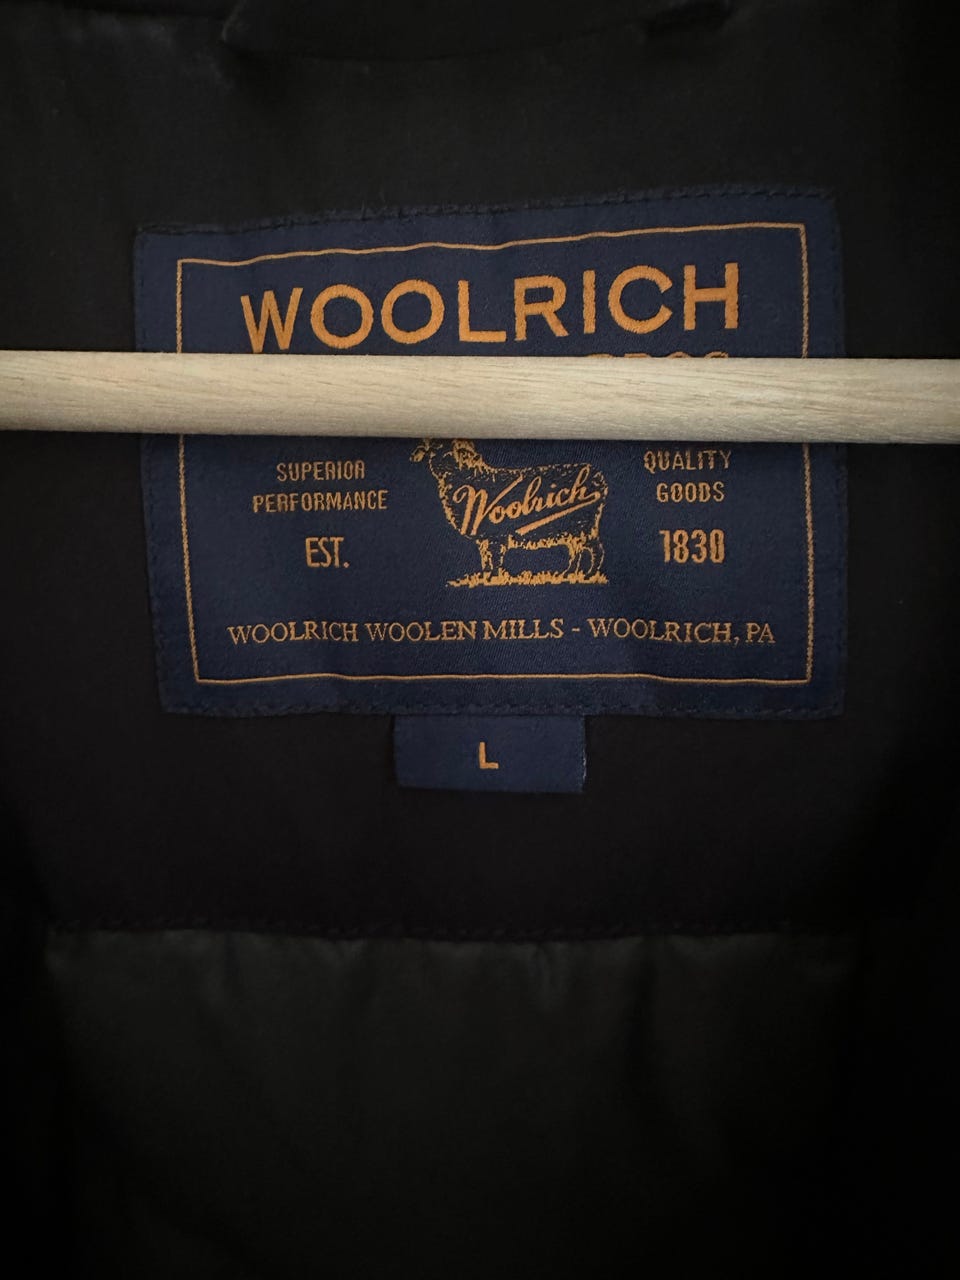 WOOLRICH
SUPERIOR
PERFORMANCE
EST.
Woolrich
QUALITY
GOODS
1830
WOOLRICH WOOLEN MILLS - WOOLRICH, PA
L